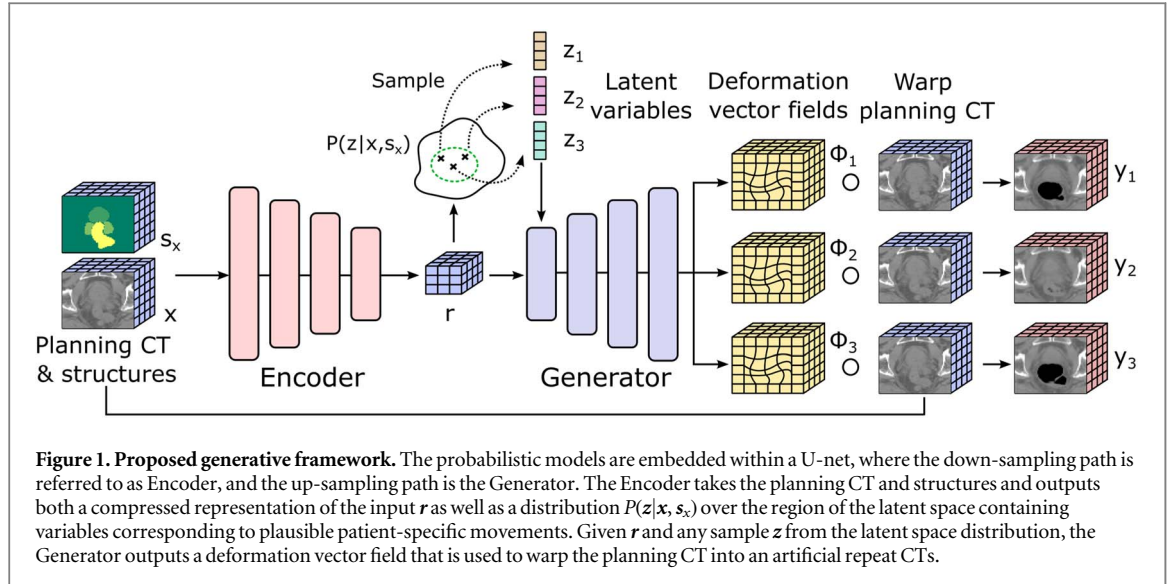 Sample
P(z|x,sₓ)
z₁
z₂
z₃
Latent
variables
Deformation
vector fields
Warp
planning CT
sₓ
x
Planning CT
& structures
Encoder
r
Generator
Φ₁
Φ₂
Φ₃
y₁
y₂
y₃
Figure 1. Proposed generative framework. The probabilistic models are embedded within a U-net, where the down-sampling path is
referred to as Encoder, and the up-sampling path is the Generator. The Encoder takes the planning CT and structures and outputs
both a compressed representation of the input r as well as a distribution P(z|x, sₓ) over the region of the latent space containing
variables corresponding to plausible patient-specific movements. Given r and any sample z from the latent space distribution, the
Generator outputs a deformation vector field that is used to warp the planning CT into an artificial repeat CTs.